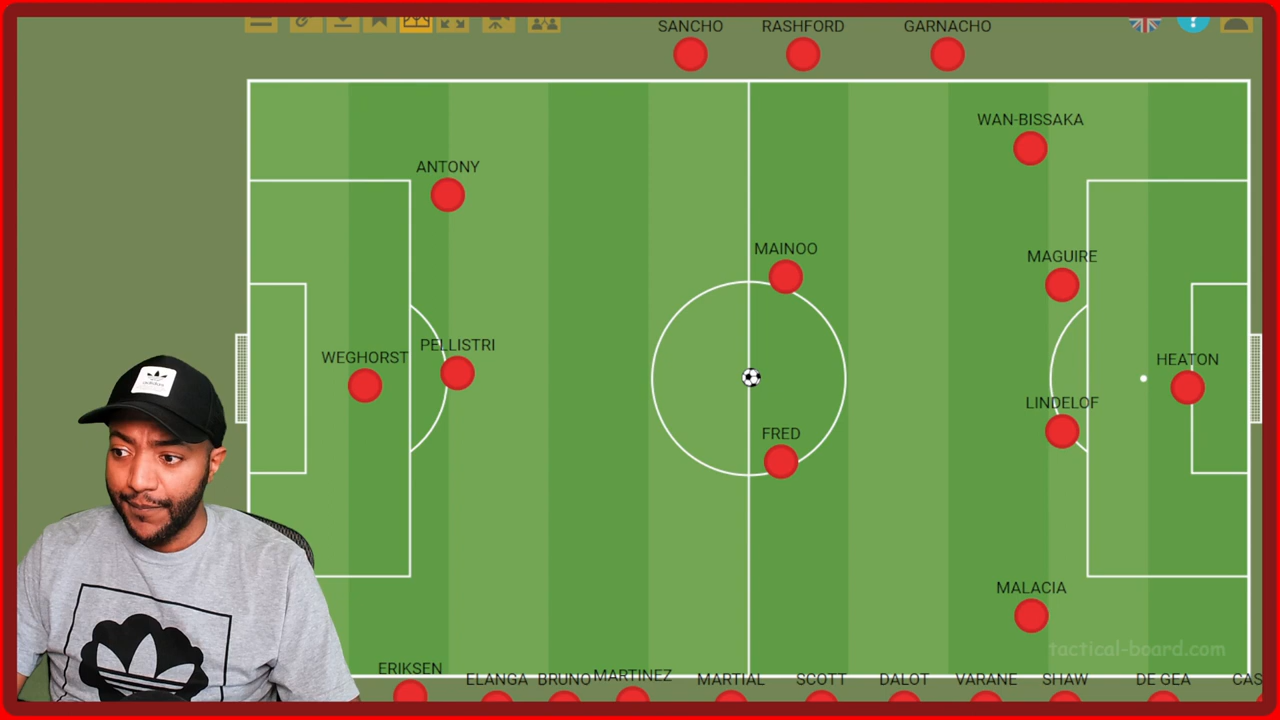 SANCHO RASHFORD GARNACHO
WAN-BISSAKA
ANTONY
MAINOO
MAGUIRE
PELLISTRI
WEGHORST
HEATON
LINDELOF
FRED
MALACIA
tactical-board.com
ERIKSEN ELANGA BRUNO MARTINEZ MARTIAL SCOTT DALOT VARANE SHAW DE GEA CAS
?